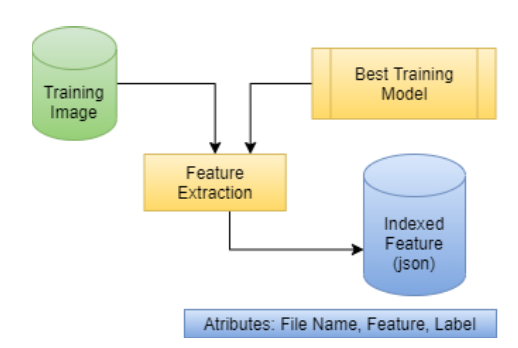 Training
Image
Best Training
Model
Feature
Extraction
Indexed
Feature
(json)
Atributes: File Name, Feature, Label